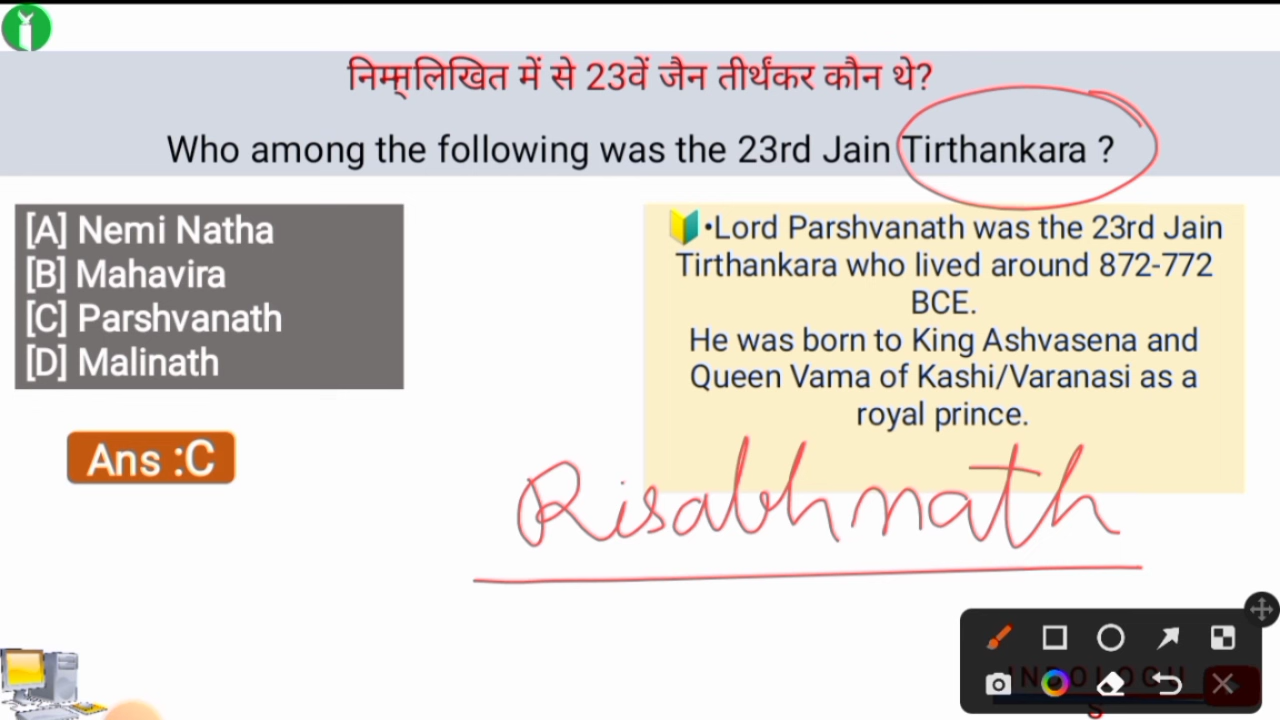 निम्नलिखित में से 23वें जैन तीर्थंकर कौन थे?
Who among the following was the 23rd Jain Tirthankara ?
[A] Nemi Natha
[B] Mahavira
[C] Parshvanath
[D] Malinath
Ans :C
•Lord Parshvanath was the 23rd Jain
Tirthankara who lived around 872-772
BCE.
He was born to King Ashvasena and
Queen Vama of Kashi/Varanasi as a
royal prince.
Risabhnath
INDOLOGU
S